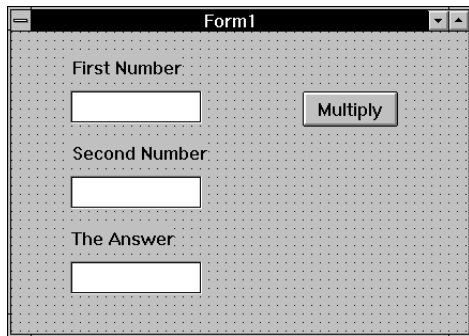 Form1
First Number
Multiply
Second Number
The Answer